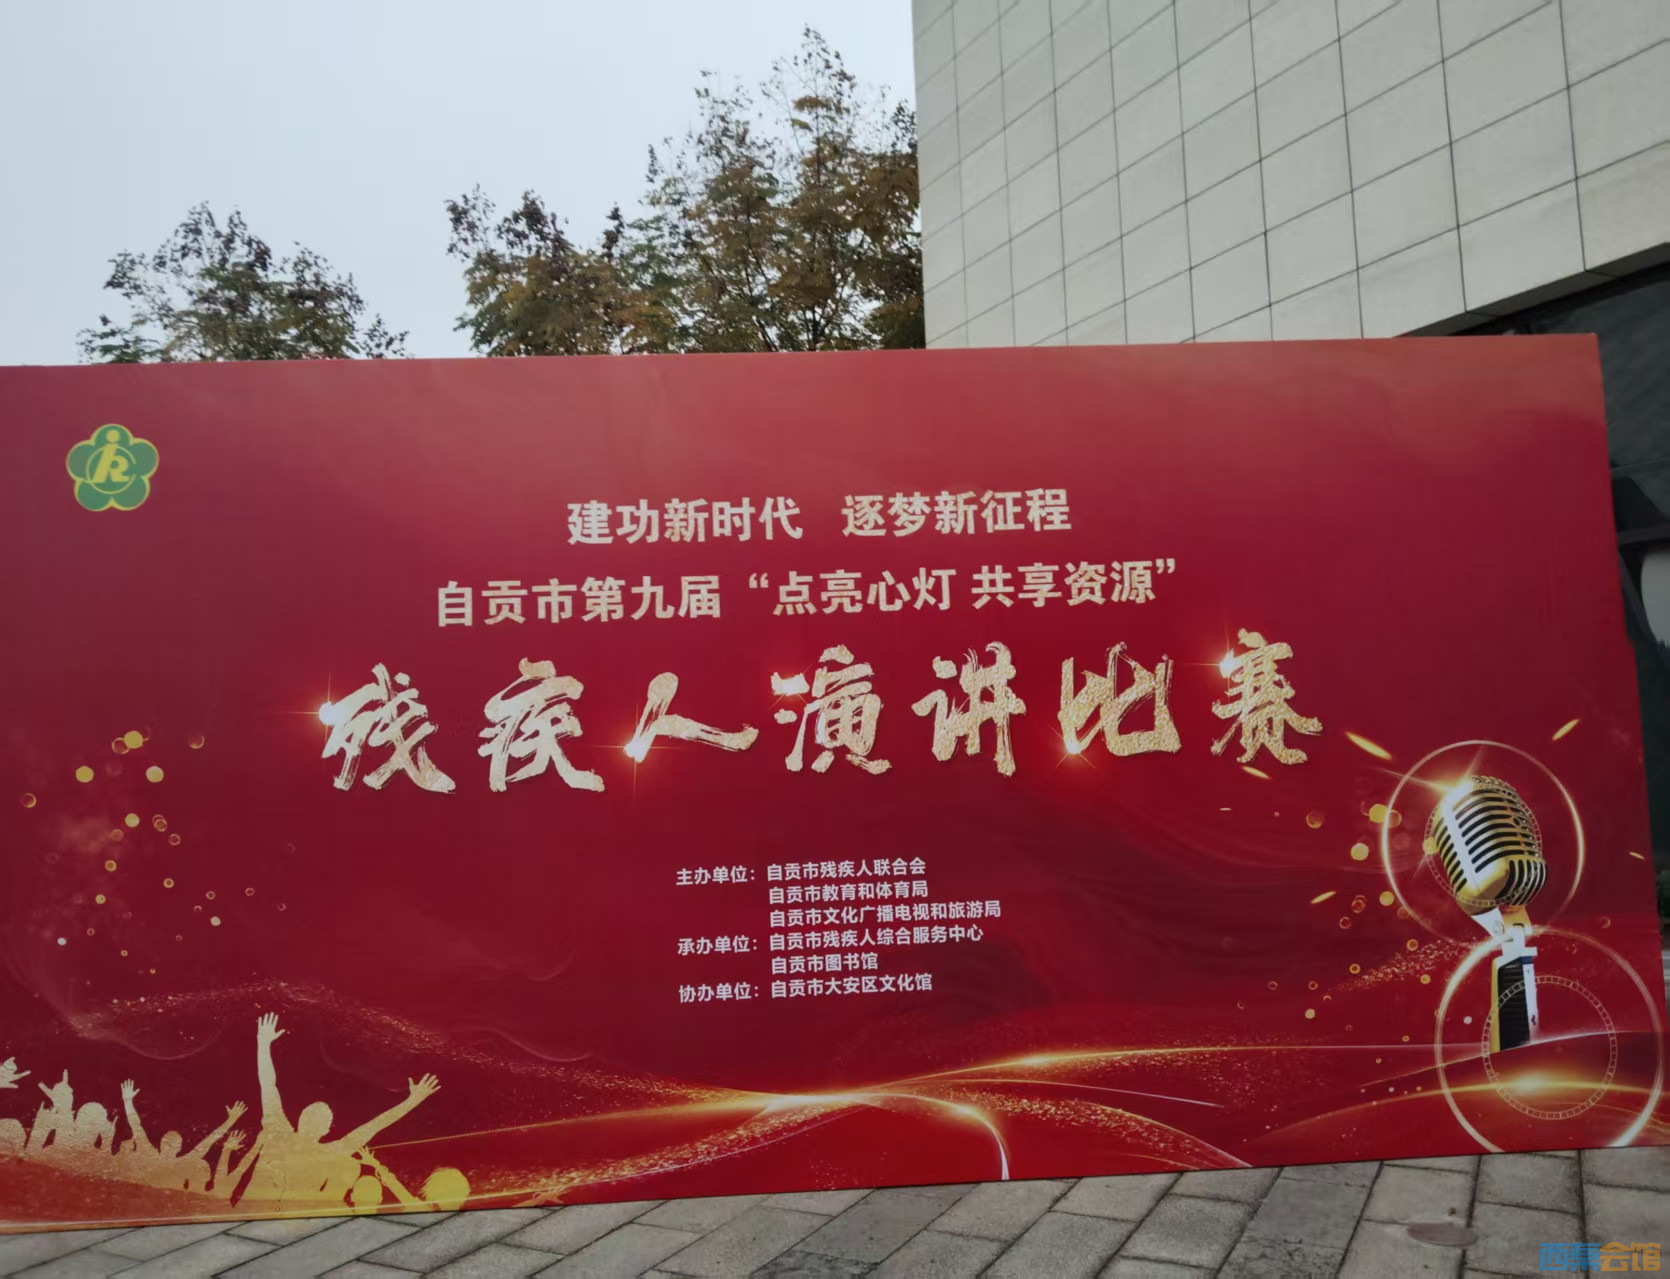 建功新时代 逐梦新征程
自贡市第九届“点亮心灯 共享资源”
残疾人演讲比赛
主办单位：自贡市残疾人联合会
自贡市教育和体育局
自贡市文化广播电视和旅游局
承办单位：自贡市残疾人综合服务中心
自贡市图书馆
协办单位：自贡市大安区文化馆
西秦会馆